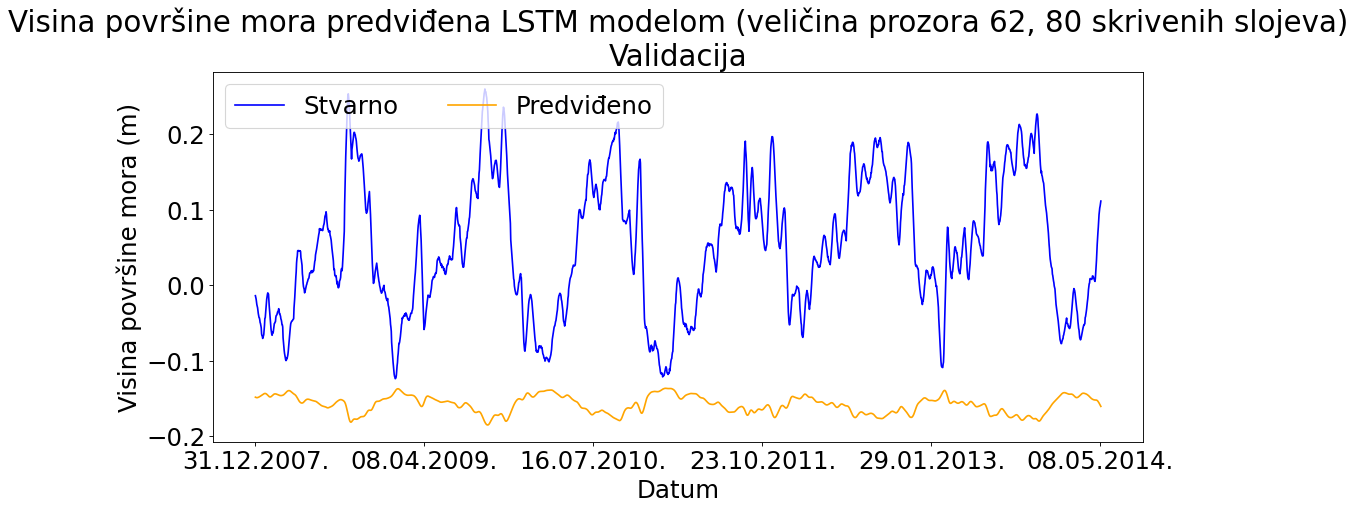 Visina površine mora predviđena LSTM modelom (veličina prozora 62, 80 skrivenih slojeva)
Validacija
Stvarno Predviđeno
Visina površine mora (m)
0.2
0.1
0.0
−0.1
−0.2
31.12.2007. 08.04.2009. 16.07.2010. 23.10.2011. 29.01.2013. 08.05.2014.
Datum